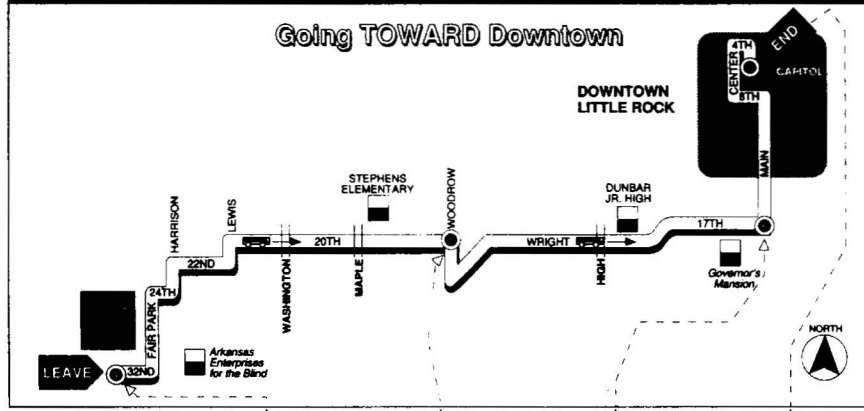 Going TOWARD Downtown
END
4TH
CENTER
CAPITOL
8TH
DOWNTOWN
LITTLE ROCK
MAIN
STEPHENS
ELEMENTARY
WOODROW
DUNBAR
JR. HIGH
HARRISON
LEWIS
17TH
20TH
WRIGHT
22ND
WASHINGTON
MAPLE
HIGH
Governor's
Mansion
24TH
FAIR PARK
NORTH
LEAVE
32ND
Arkansas
Enterprises
for the Blind